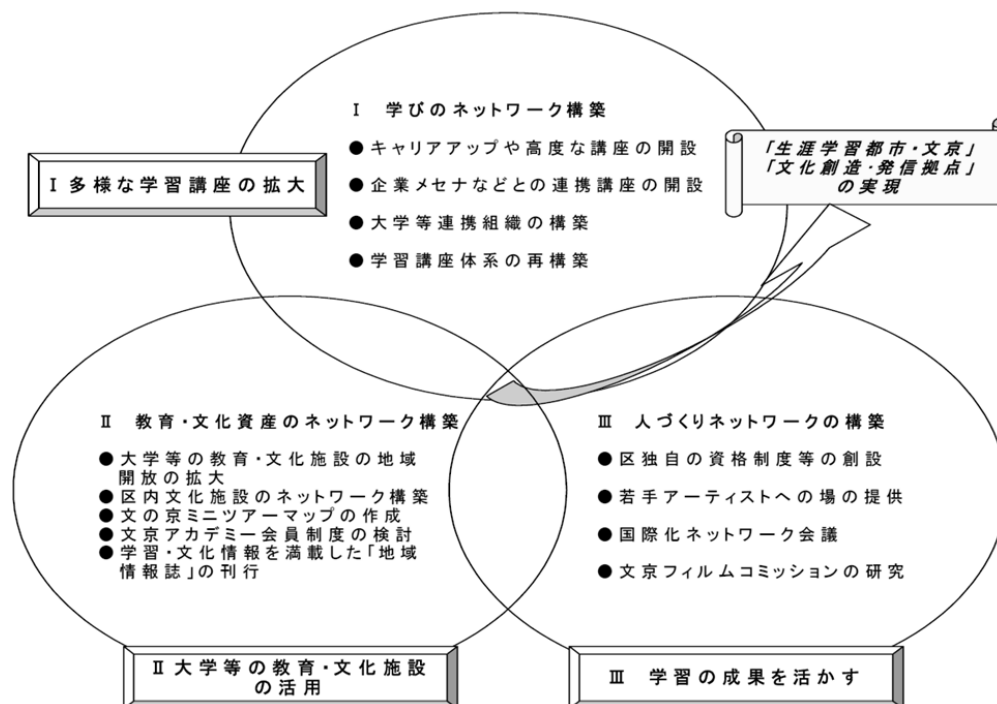 Ⅰ 学びのネットワーク構築
●キャリアアップや高度な講座の開設
●企業メセナなどとの連携講座の開設
●大学等連携組織の構築
●学習講座体系の再構築
Ⅰ多様な学習講座の拡大
「生涯学習都市・文京」
「文化創造・発信拠点」
の実現
Ⅱ 教育・文化資産のネットワーク構築
●大学等の教育・文化施設の地域
開放の拡大
●区内文化施設のネットワーク構築
●文の京ミニツアーマップの作成
●文京アカデミー会員制度の検討
●学習・文化情報を満載した「地域
情報誌」の刊行
Ⅲ 人づくりネットワークの構築
●区独自の資格制度等の創設
●若手アーティストへの場の提供
●国際化ネットワーク会議
●文京フィルムコミッションの研究
Ⅱ大学等の教育・文化施設
の活用
Ⅲ 学習の成果を活かす